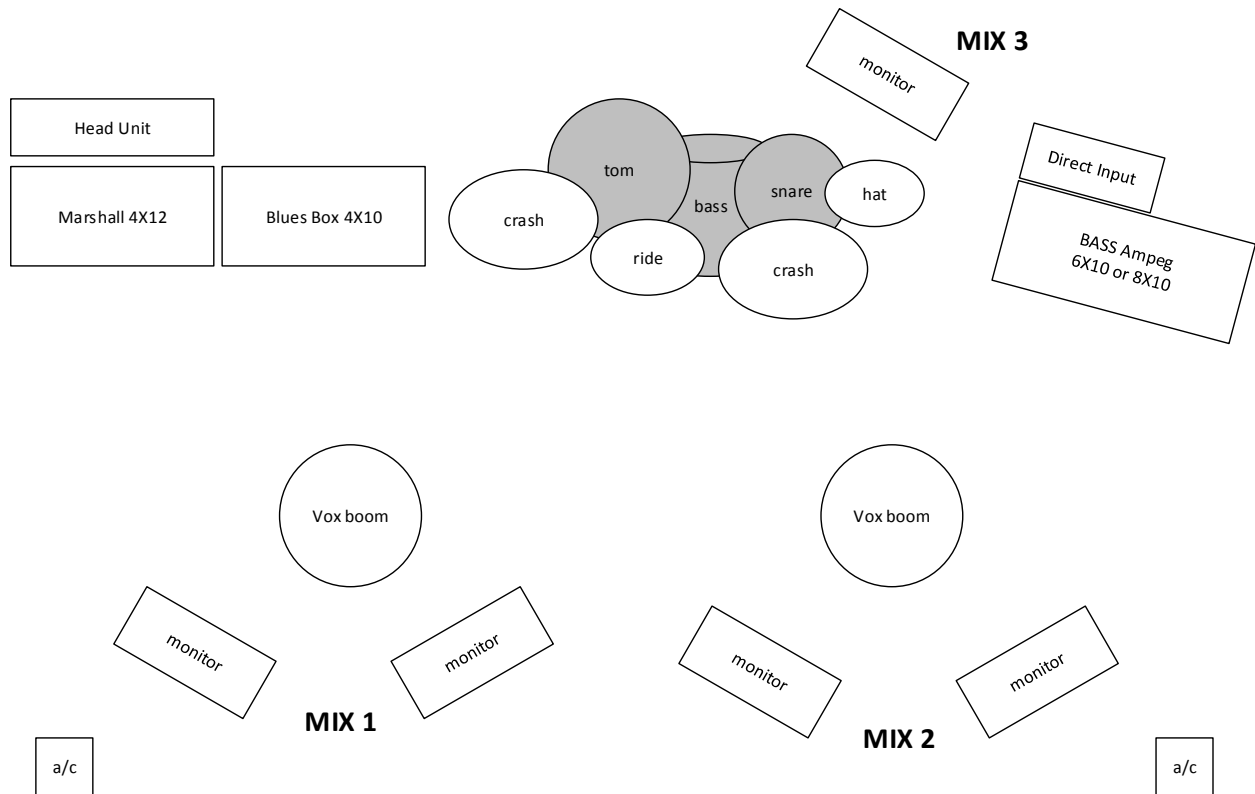 MIX 3
monitor
Head Unit
Direct Input
Marshall 4X12
Blues Box 4X10
tom
snare
hat
bass
crash
ride
crash
BASS Ampeg
6X10 or 8X10
Vox boom
Vox boom
monitor
monitor
monitor
monitor
MIX 1
MIX 2
a/c
a/c